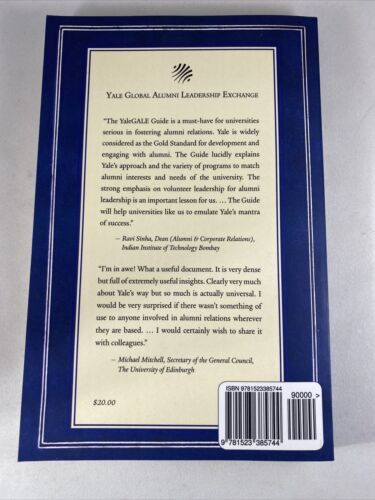 YALE GLOBAL ALUMNI LEADERSHIP EXCHANGE
"The YaleGALE Guide is a must-have for universities
serious in fostering alumni relations. Yale is widely
considered as the Gold Standard for development and
engaging with alumni. The Guide lucidly explains
Yale's approach and the variety of programs to match
alumni interests and needs of the university. The
strong emphasis on volunteer leadership for alumni
leadership is an important lesson for us. … The Guide
will help universities like us to emulate Yale's mantra
of success."
– Ravi Sinha, Dean (Alumni & Corporate Relations),
Indian Institute of Technology Bombay
"I'm in awe! What a useful document. It is very dense
but full of extremely useful insights. Clearly very much
about Yale's way but so much is actually universal. I
would be very surprised if there wasn't something of
use to anyone involved in alumni relations wherever
they are based. … I would certainly wish to share it
with colleagues."
– Michael Mitchell, Secretary of the General Council,
The University of Edinburgh
$20.00
ISBN 9781523385744
90000 >
9 781523 385744